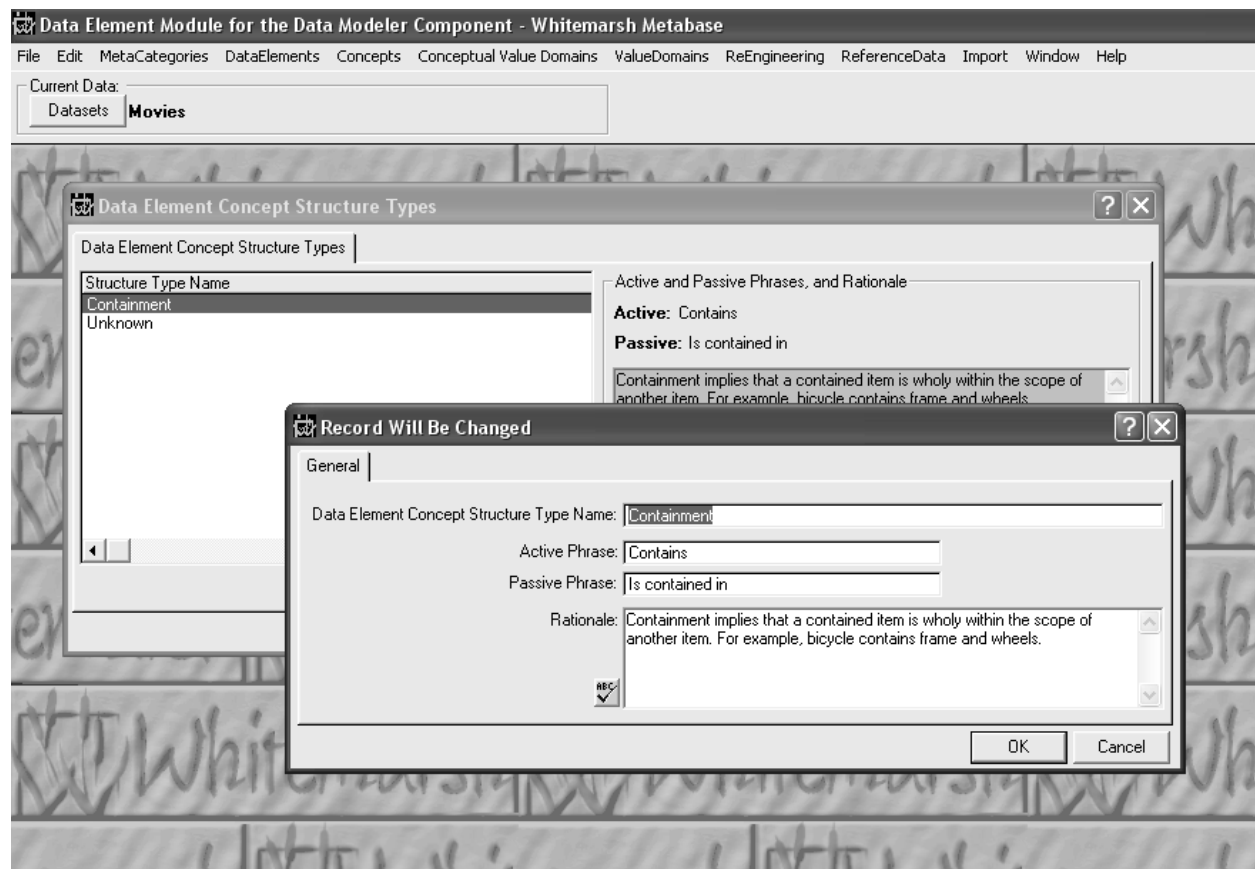 Data Element Module for the Data Modeler Component - Whitemarsh Metabase
File Edit MetaCategories DataElements Concepts Conceptual Value Domains ValueDomains ReEngineering ReferenceData Import Window Help
Current Data:
Datasets Movies
Data Element Concept Structure Types
Data Element Concept Structure Types
Structure Type Name
Containment
Unknown
Active and Passive Phrases, and Rationale
Active: Contains
Passive: Is contained in
Containment implies that a contained item is wholy within the scope of
another item. For example, bicycle contains frame and wheels.
Record Will Be Changed
General
Data Element Concept Structure Type Name: Containment
Active Phrase: Contains
Passive Phrase: Is contained in
Rationale: Containment implies that a contained item is wholy within the scope of
another item. For example, bicycle contains frame and wheels.
ABC
OK Cancel
Whitemarsh